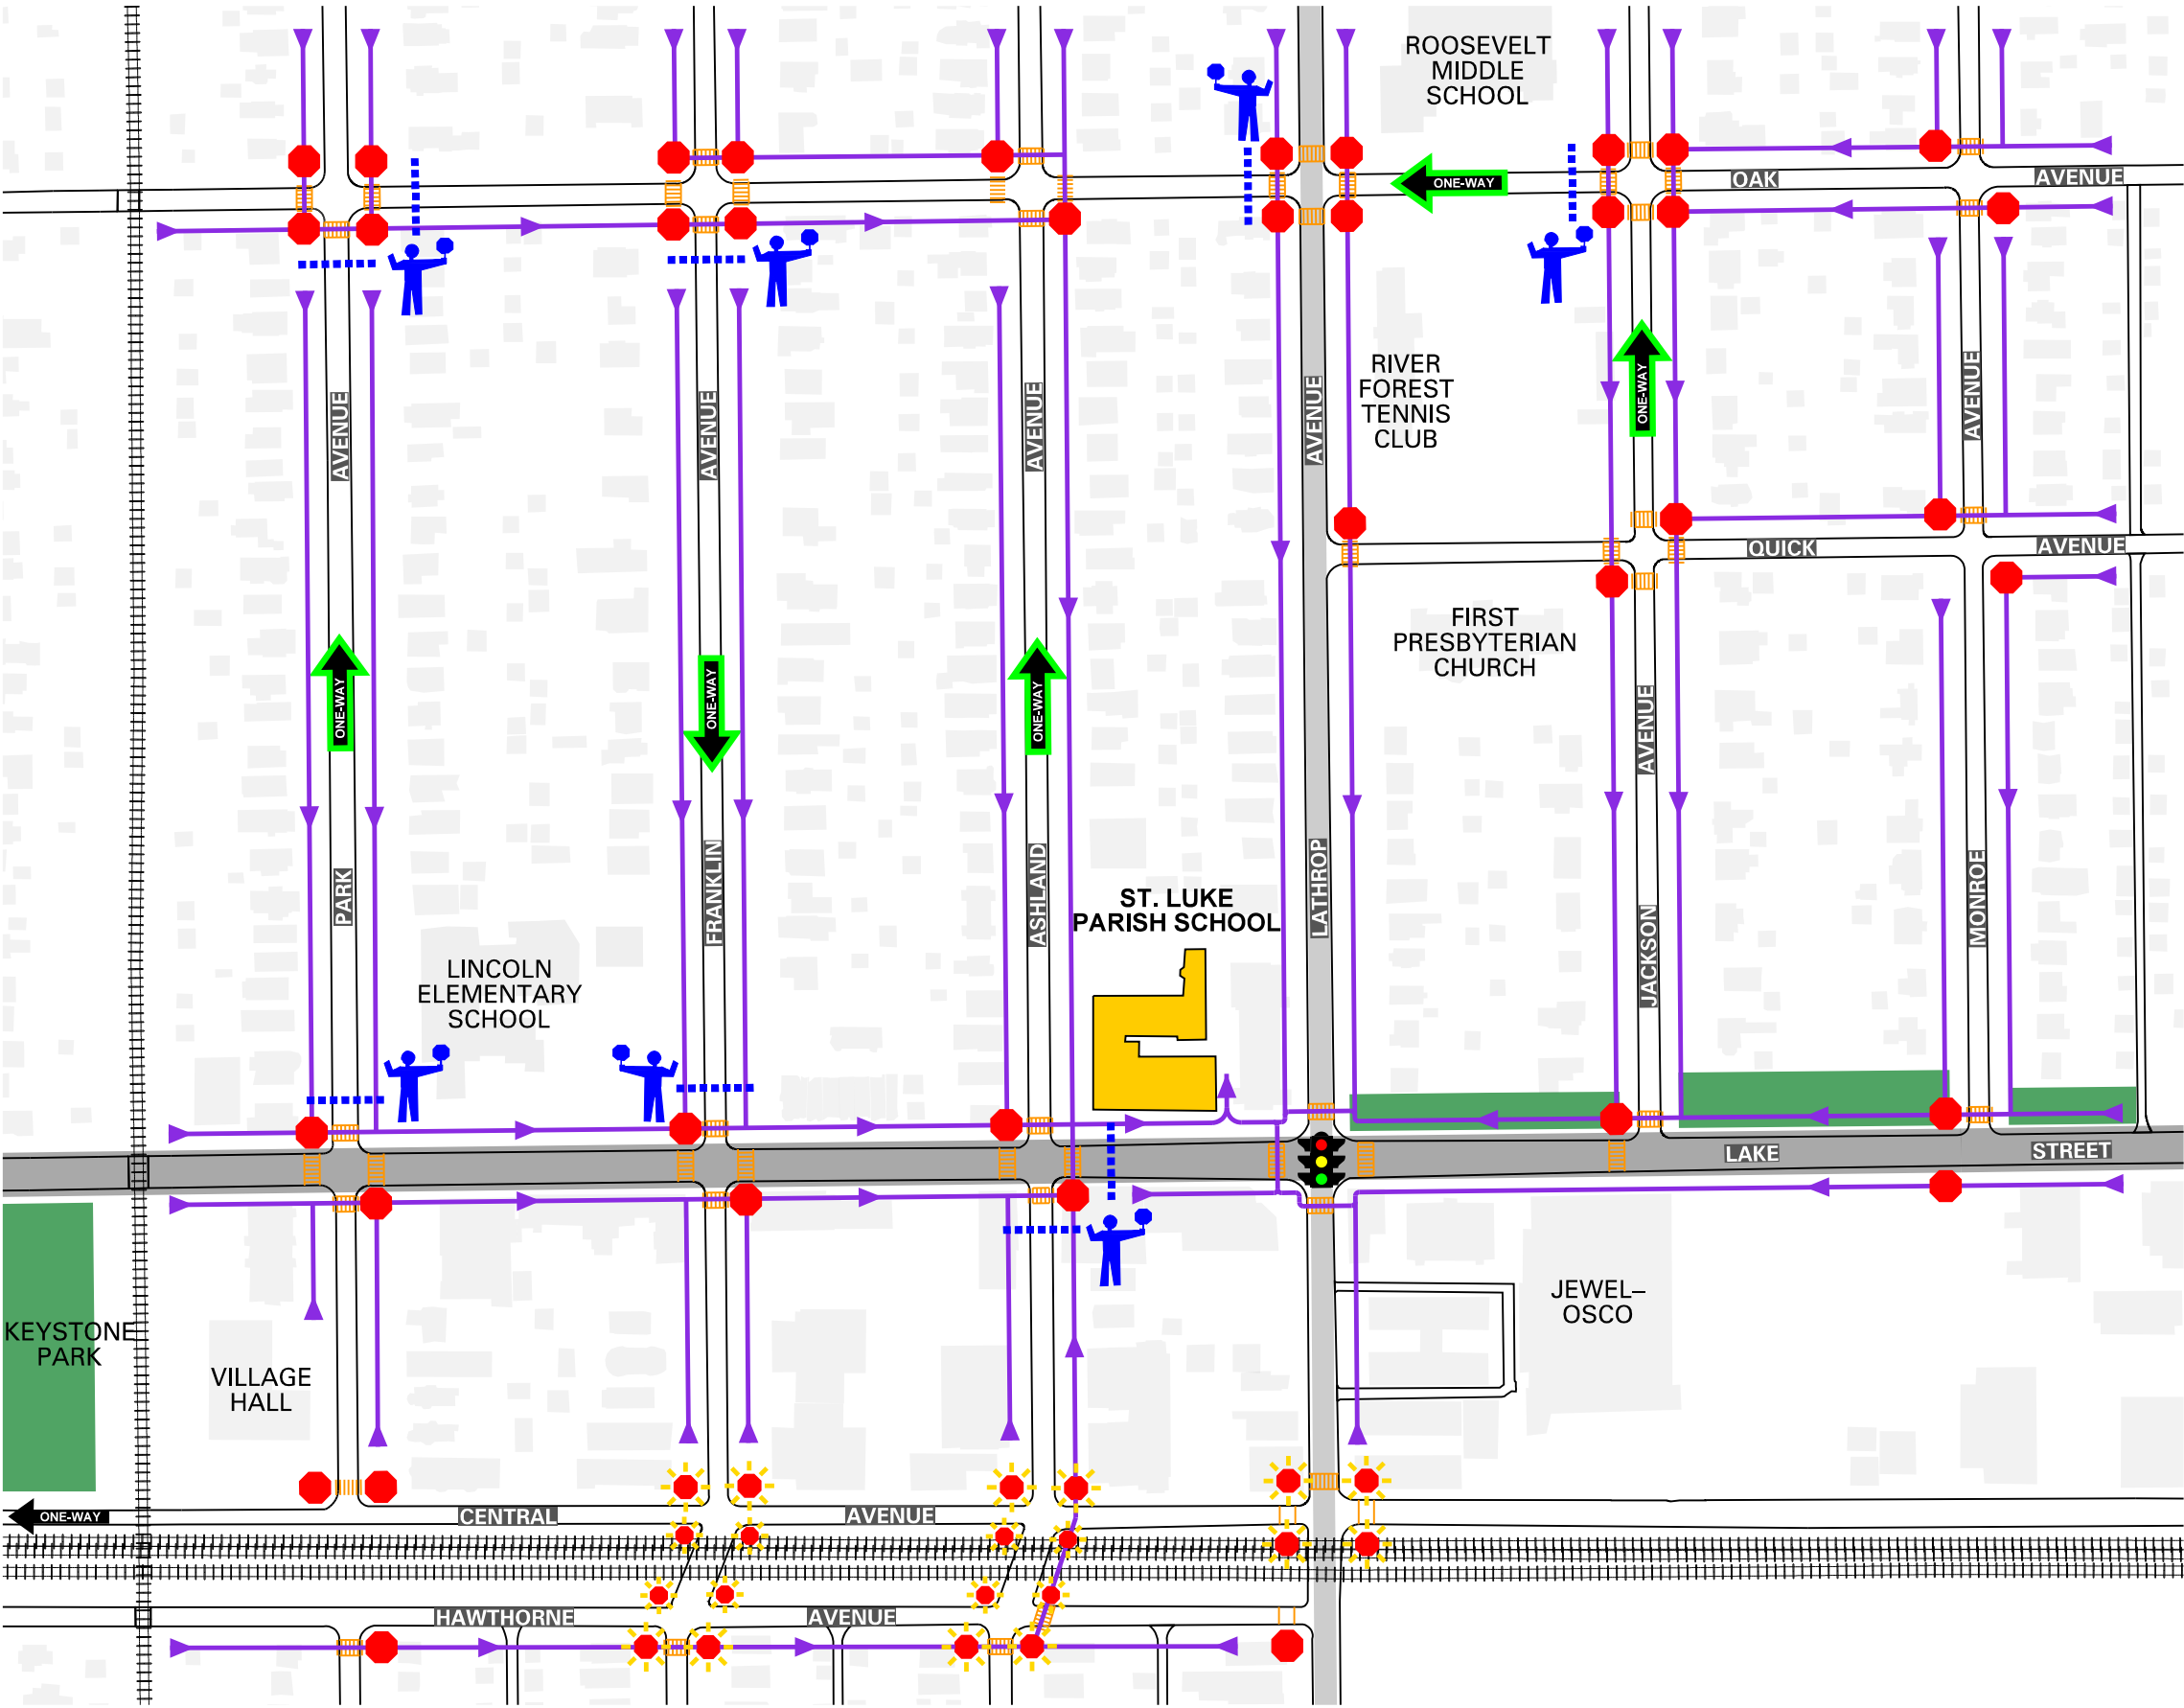 ROOSEVELT
MIDDLE
SCHOOL
ONE-WAY
OAK
AVENUE
RIVER
FOREST
TENNIS
CLUB
AVENUE
AVENUE
AVENUE
AVENUE
ONE-WAY
AVENUE
QUICK
AVENUE
FIRST
PRESBYTERIAN
CHURCH
ONE-WAY
ONE-WAY
ONE-WAY
AVENUE
PARK
FRANKLIN
ASHLAND
LATHROP
JACKSON
MONROE
ST. LUKE
PARISH SCHOOL
LINCOLN
ELEMENTARY
SCHOOL
LAKE
STREET
KEYSTONE
PARK
VILLAGE
HALL
JEWEL–
OSCO
ONE-WAY
CENTRAL
AVENUE
HAWTHORNE
AVENUE